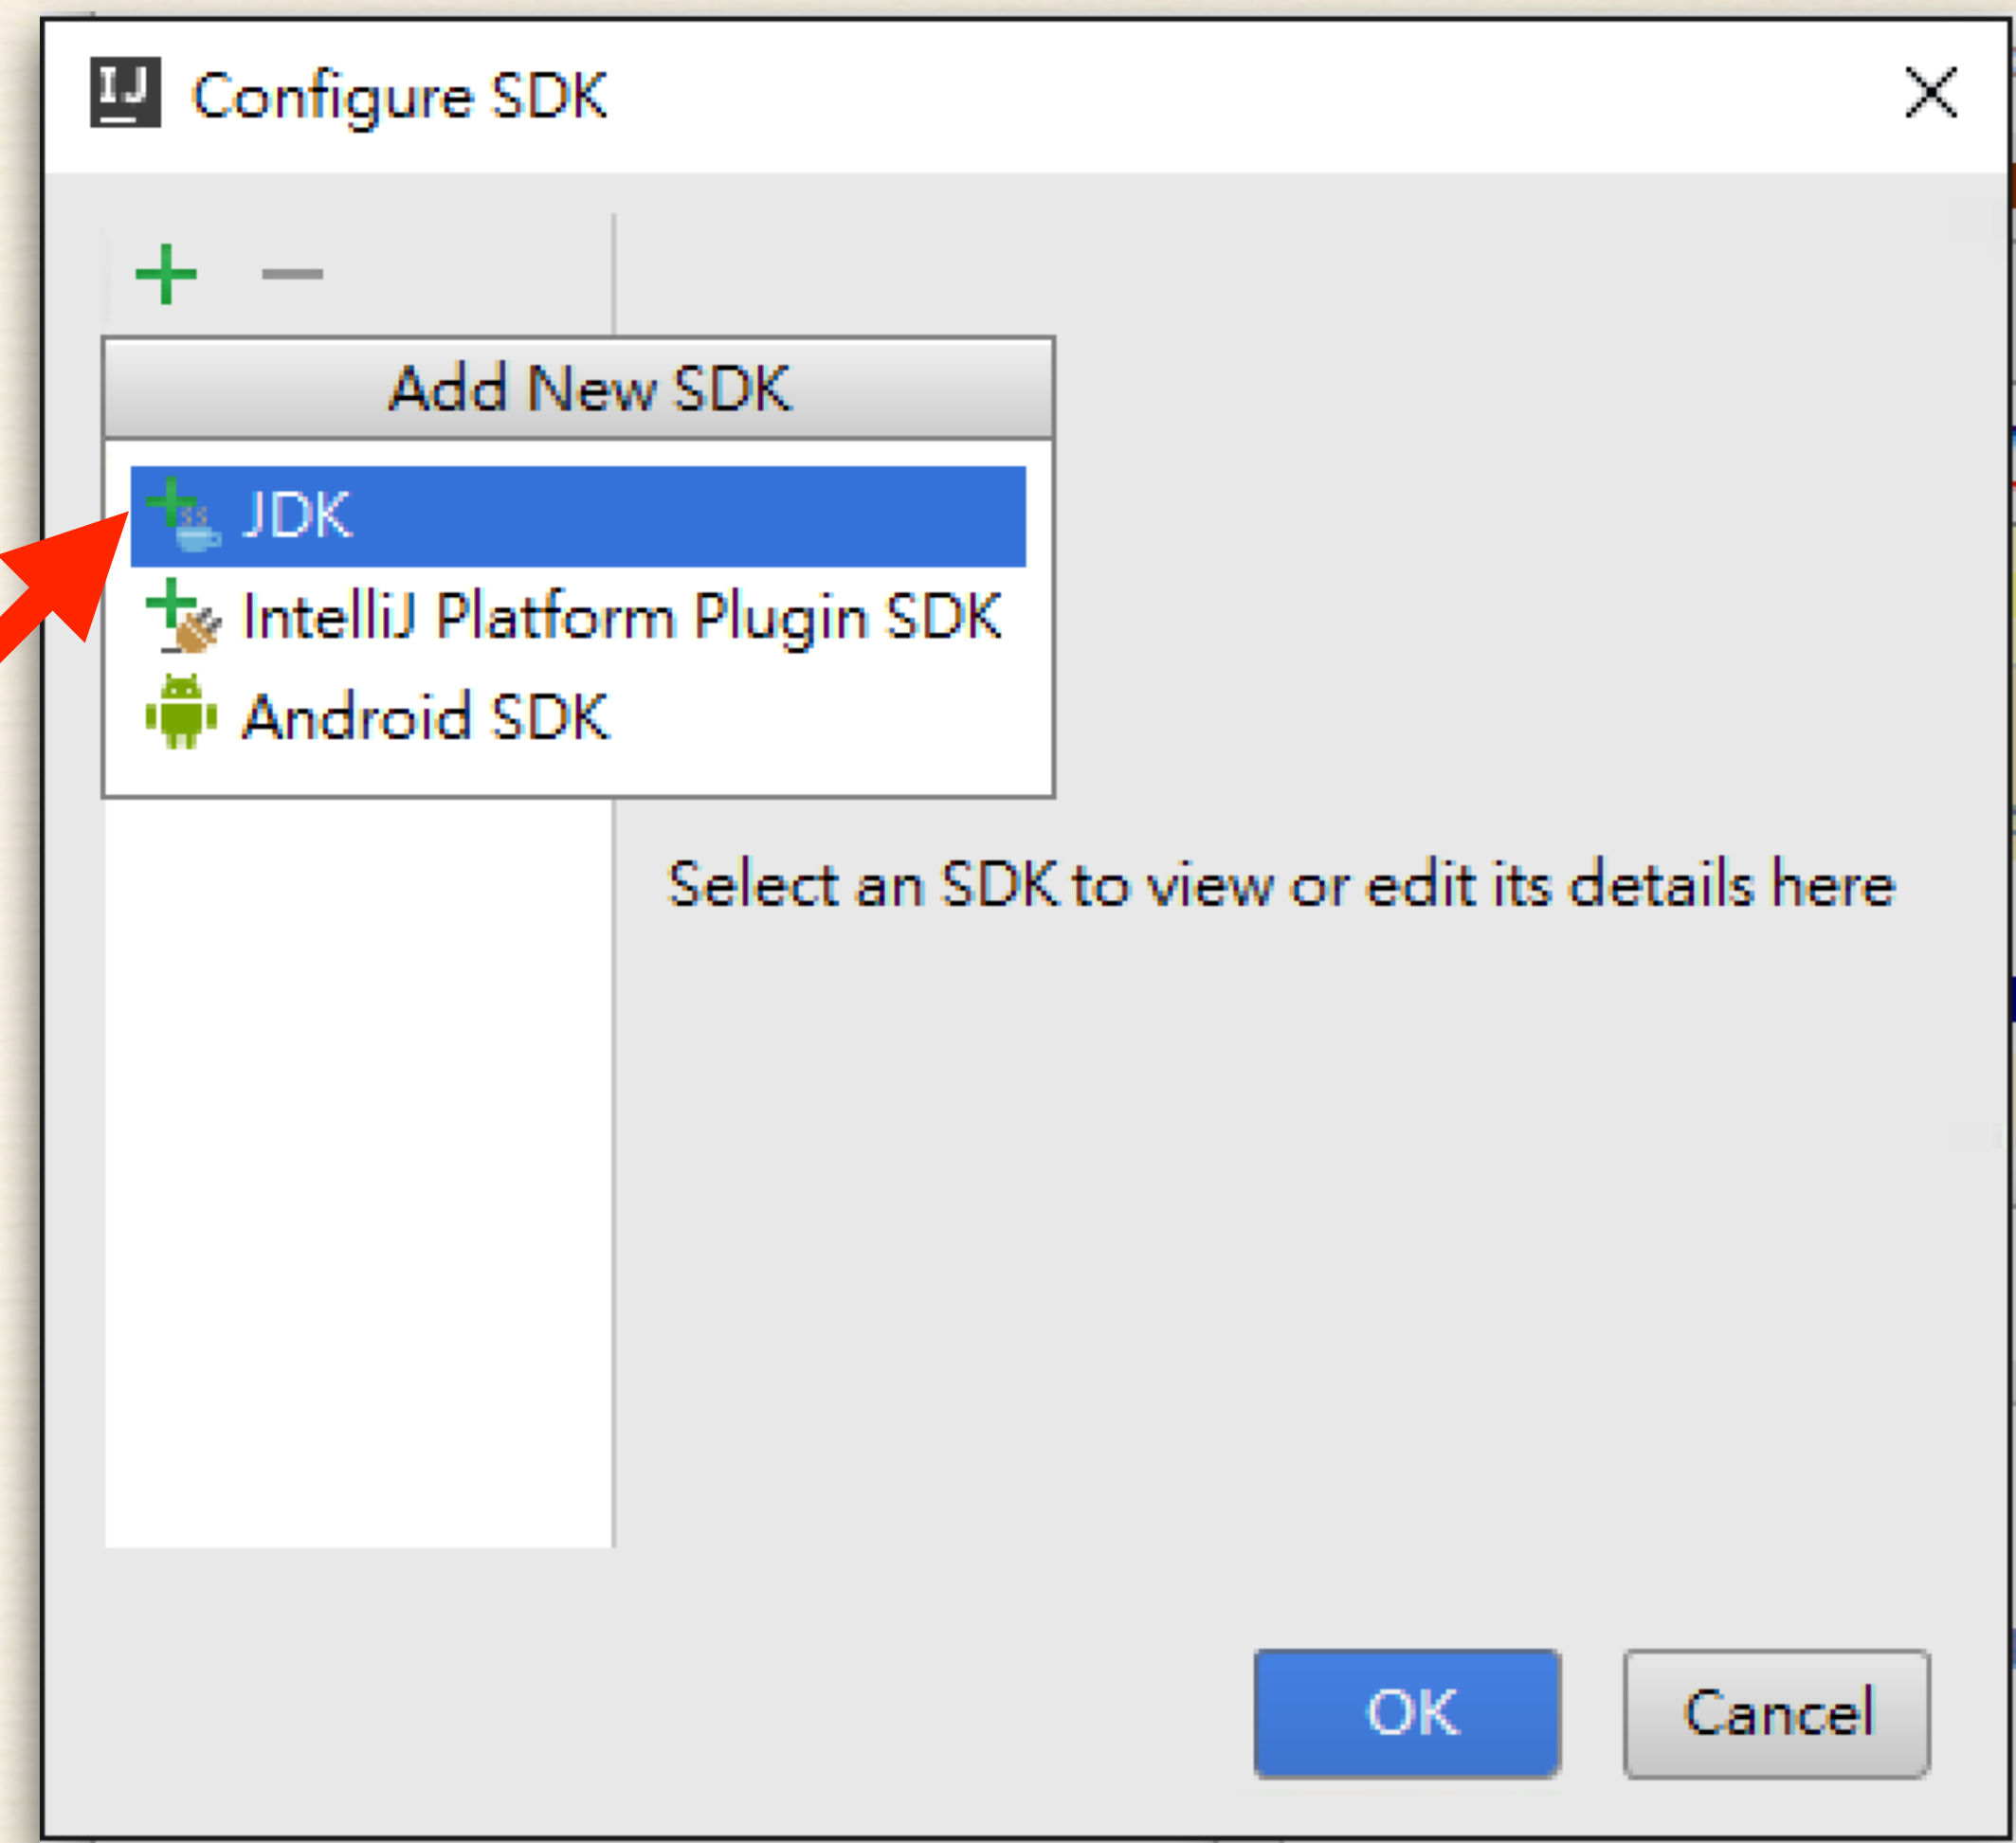 IJ
Configure SDK
Add New SDK
JDK
IntelliJ Platform Plugin SDK
Android SDK
Select an SDK to view or edit its details here
OK
Cancel